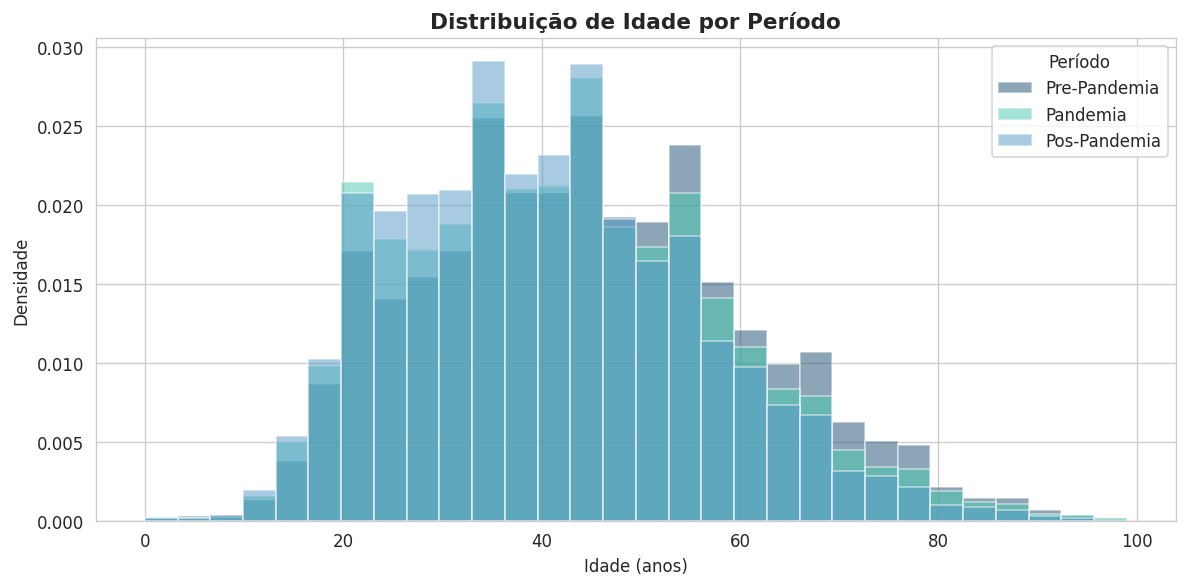 Distribuição de Idade por Período
0.030
0.025
0.020
0.015
0.010
0.005
0.000
Densidade
0
20
40
60
80
100
Idade (anos)
Período
Pre-Pandemia
Pandemia
Pos-Pandemia